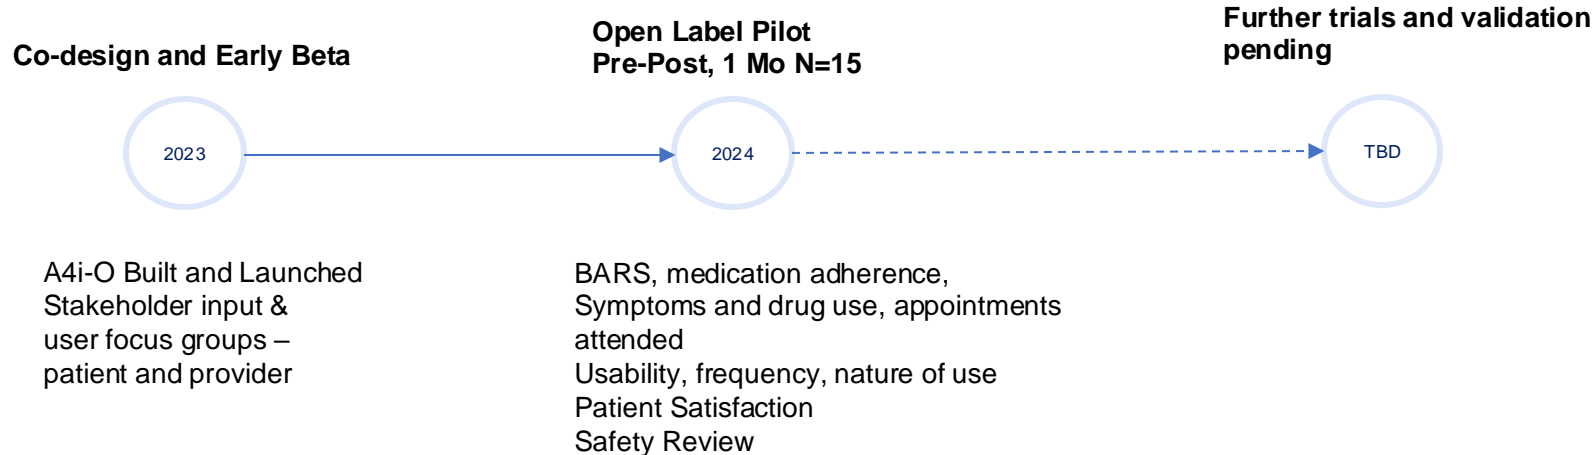 Co-design and Early Beta
Open Label Pilot
Pre-Post, 1 Mo N=15
Further trials and validation
pending
2023
2024
TBD
A4i-O Built and Launched
Stakeholder input &
user focus groups –
patient and provider
BARS, medication adherence,
Symptoms and drug use, appointments
attended
Usability, frequency, nature of use
Patient Satisfaction
Safety Review